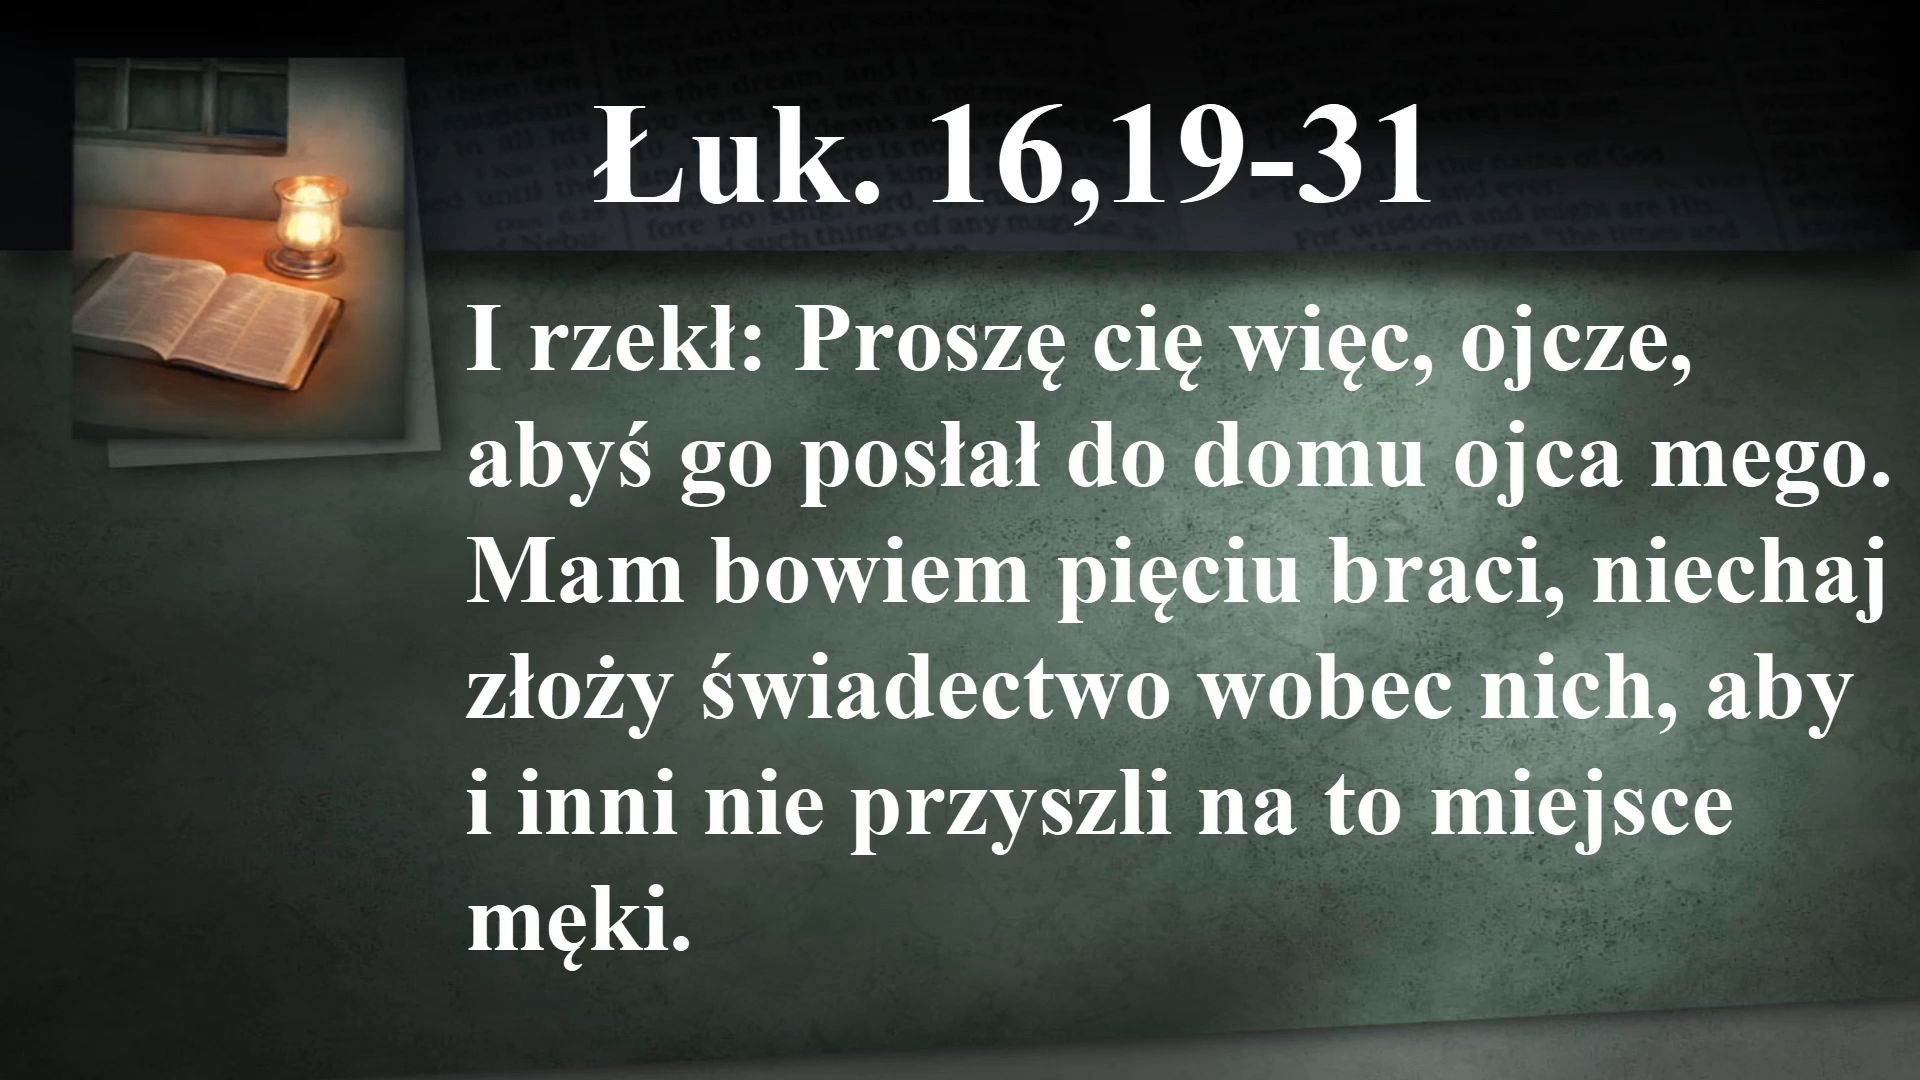 Łuk. 16,19-31
I rzekł: Proszę cię więc, ojcze,
abyś go posłał do domu ojca mego.
Mam bowiem pięciu braci, niechaj
złoży świadectwo wobec nich, aby
i inni nie przyszli na to miejsce
męki.